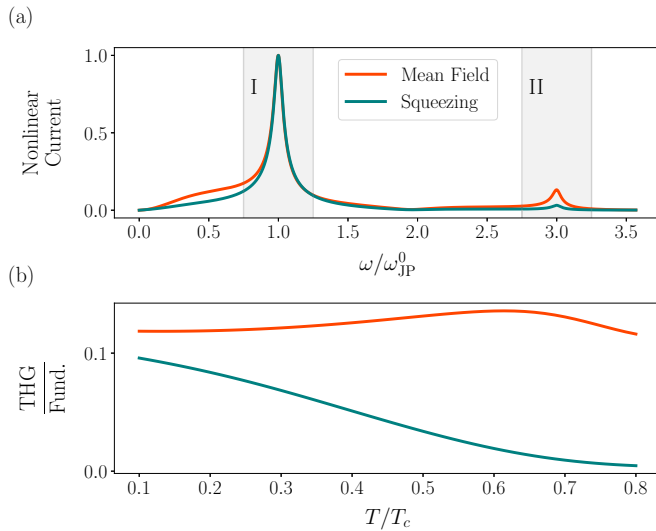 (a)
Nonlinear
Current
1.0
0.5
0.0
I
II
Mean Field
Squeezing
0.0 0.5 1.0 1.5 2.0 2.5 3.0 3.5
ω/ω⁰_JP
(b)
THG
Fund.
0.1
0.0
0.1 0.2 0.3 0.4 0.5 0.6 0.7 0.8
T/T_c